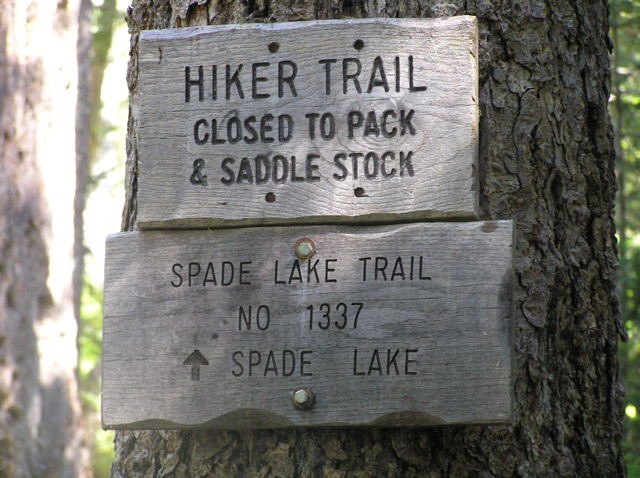 HIKER TRAIL
CLOSED TO PACK
& SADDLE STOCK
SPADE LAKE TRAIL
NO 1337
↑ SPADE LAKE